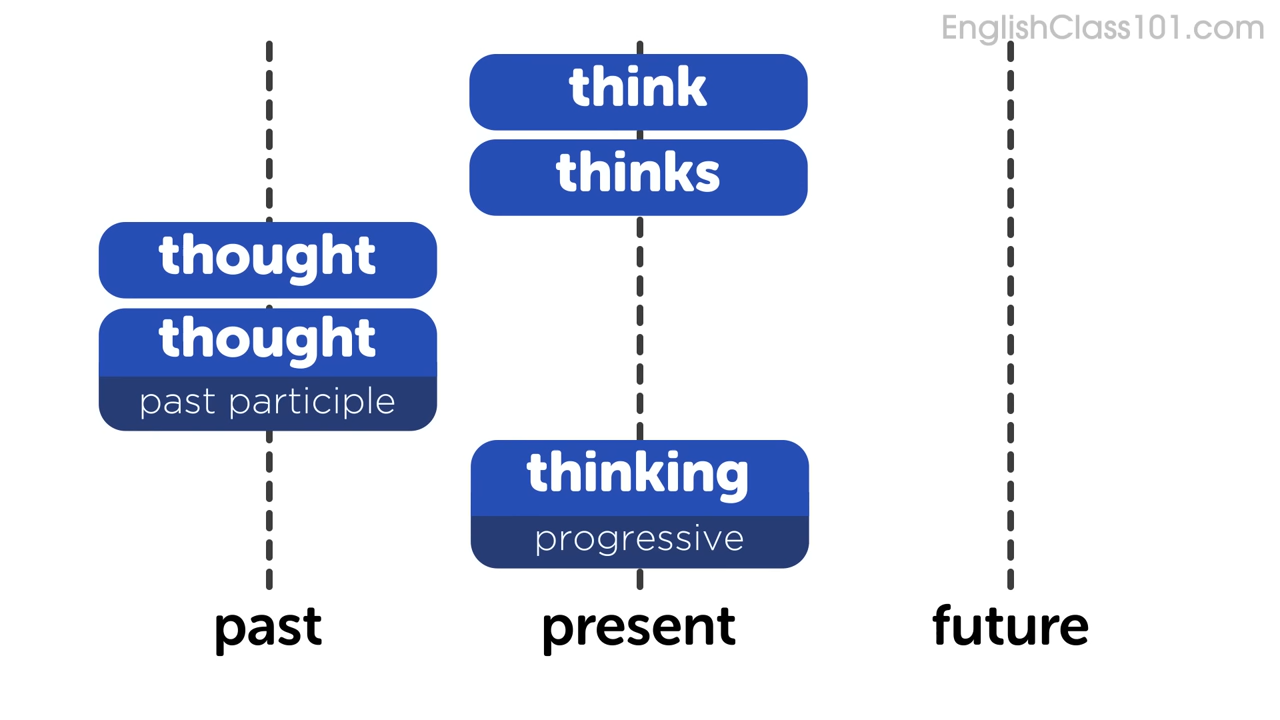 EnglishClass101.com
think
thinks
thought
thought
past participle
thinking
progressive
past present future